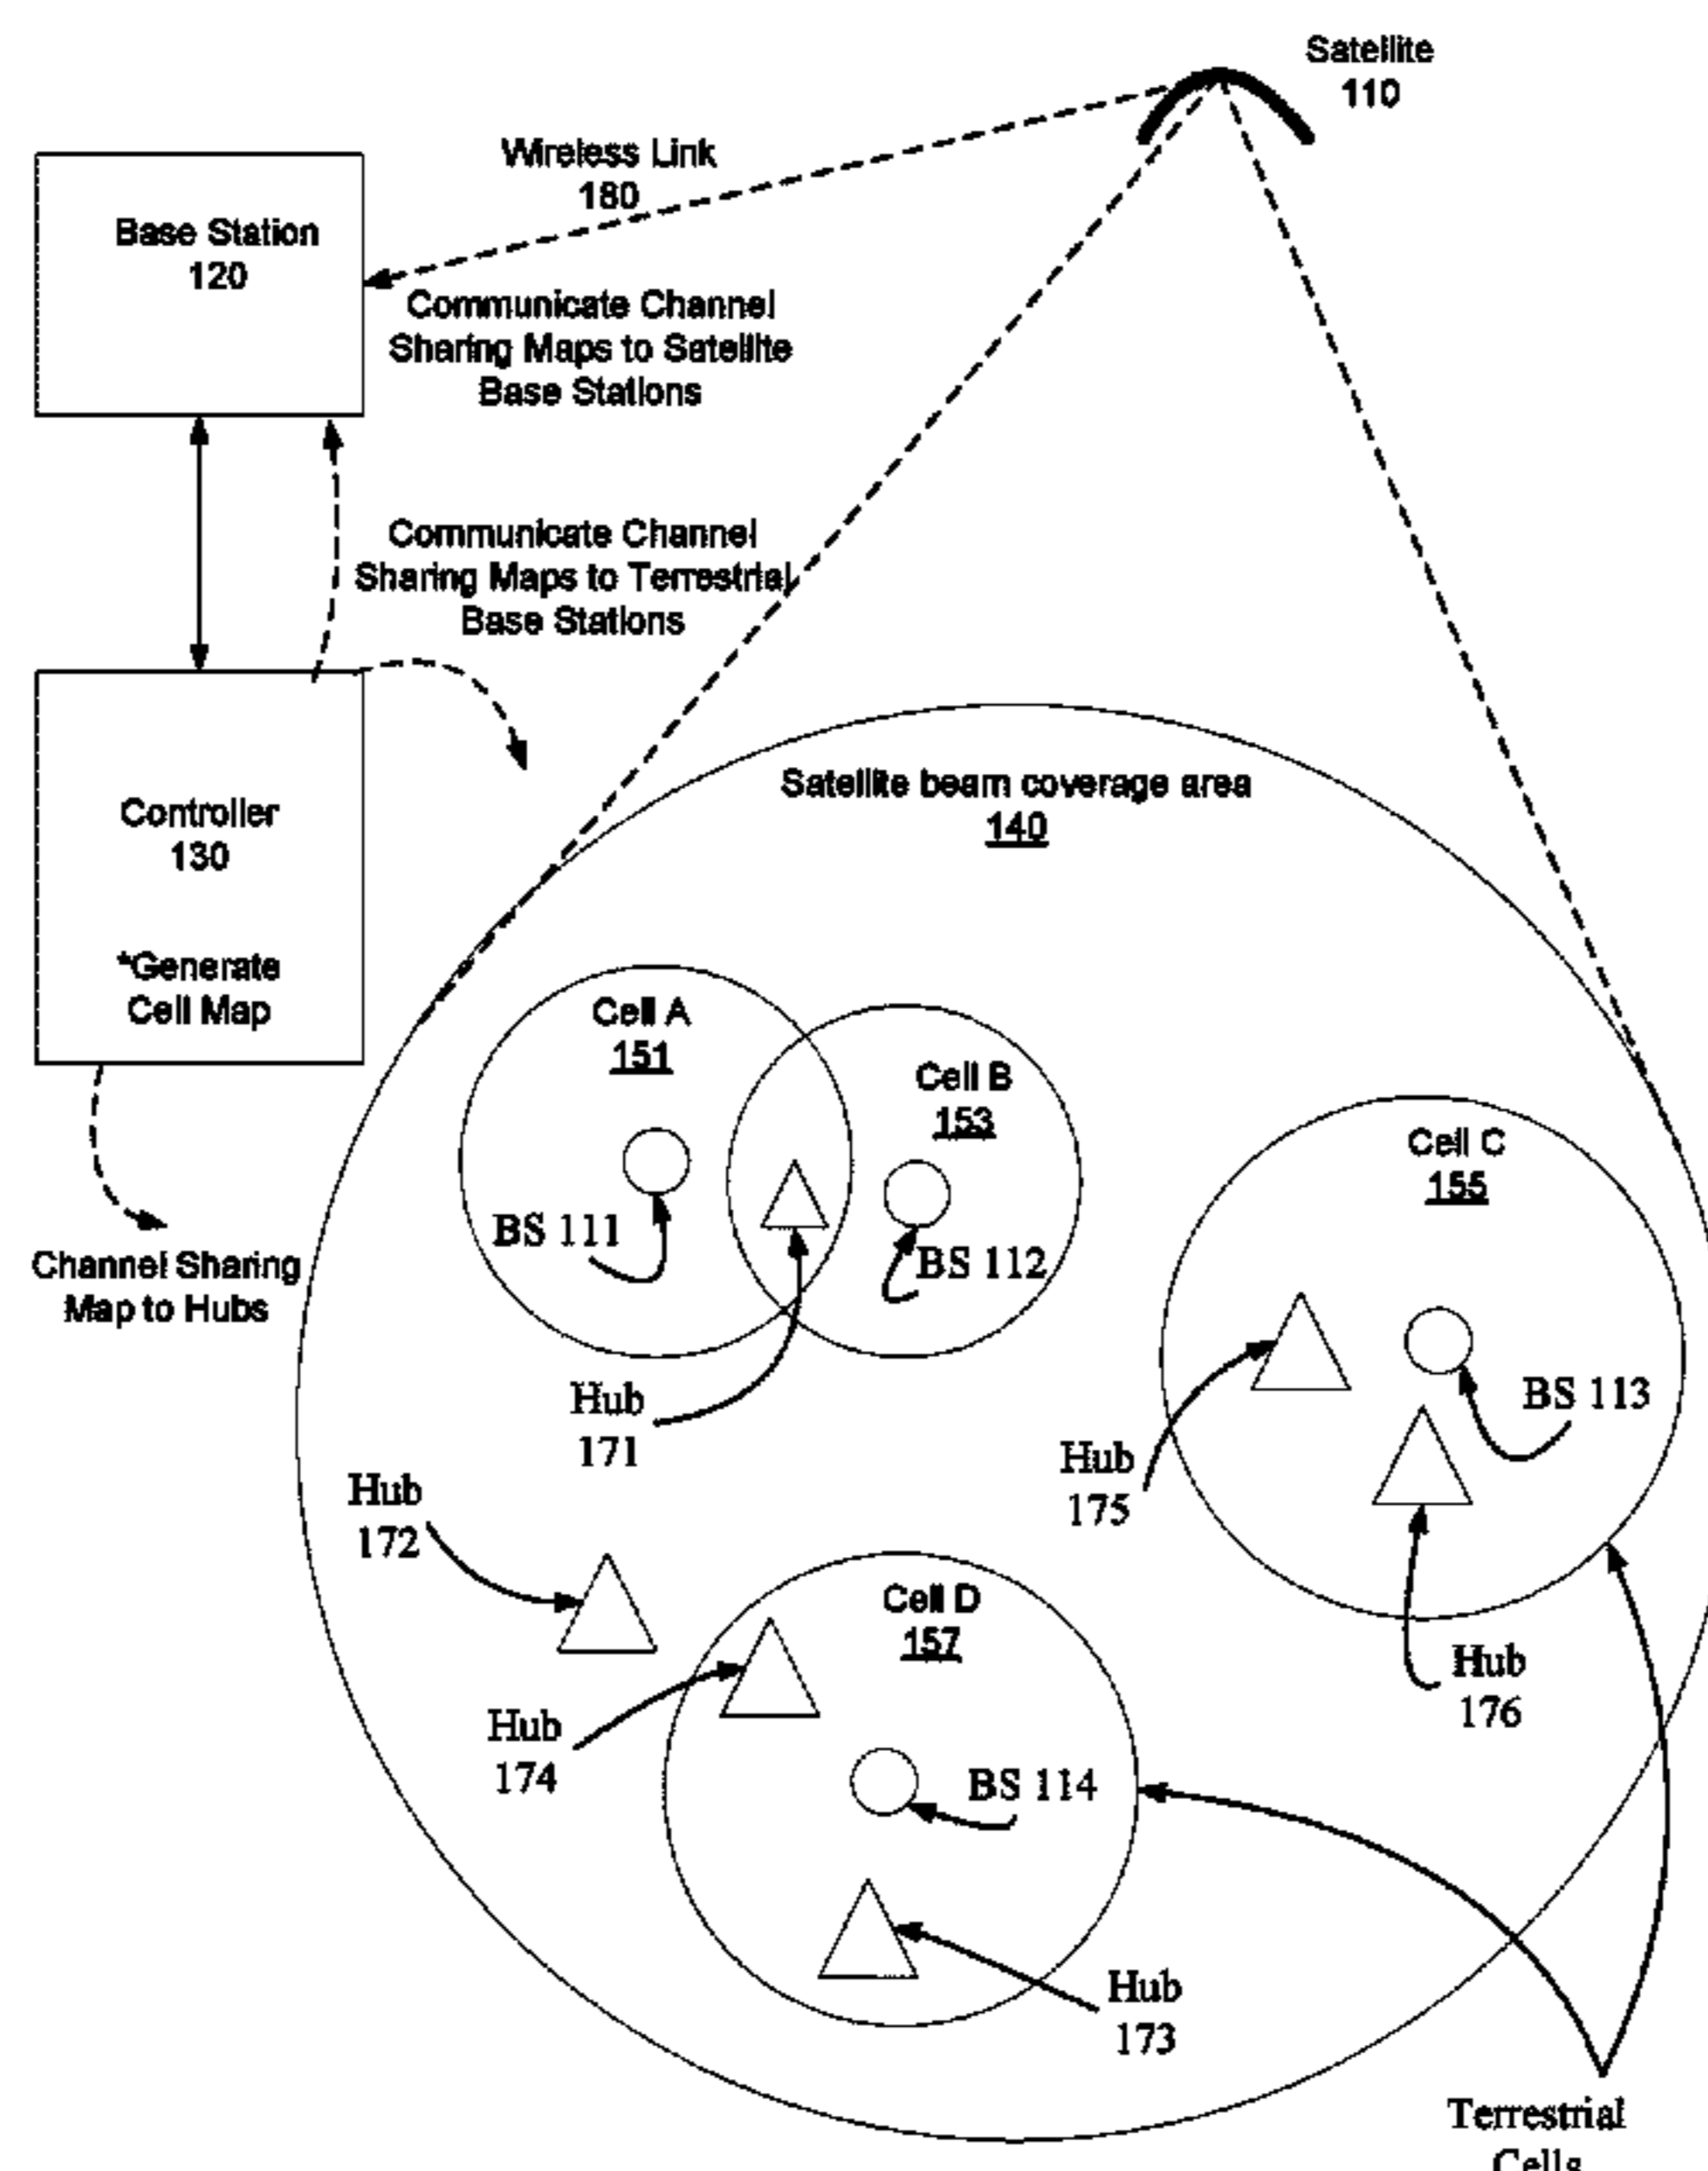 Satellite
110
Wireless Link
180
Base Station
120
Communicate Channel
Sharing Maps to Satellite
Base Stations
Communicate Channel
Sharing Maps to Terrestrial
Base Stations
Controller
130
*Generate
Cell Map
Channel Sharing
Map to Hubs
Satellite beam coverage area
140
Cell A
151
Cell B
153
BS 111
BS 112
Cell C
155
BS 113
Hub
171
Hub
172
Hub
175
Hub
176
Cell D
157
Hub
174
BS 114
Hub
173
Terrestrial
Cells